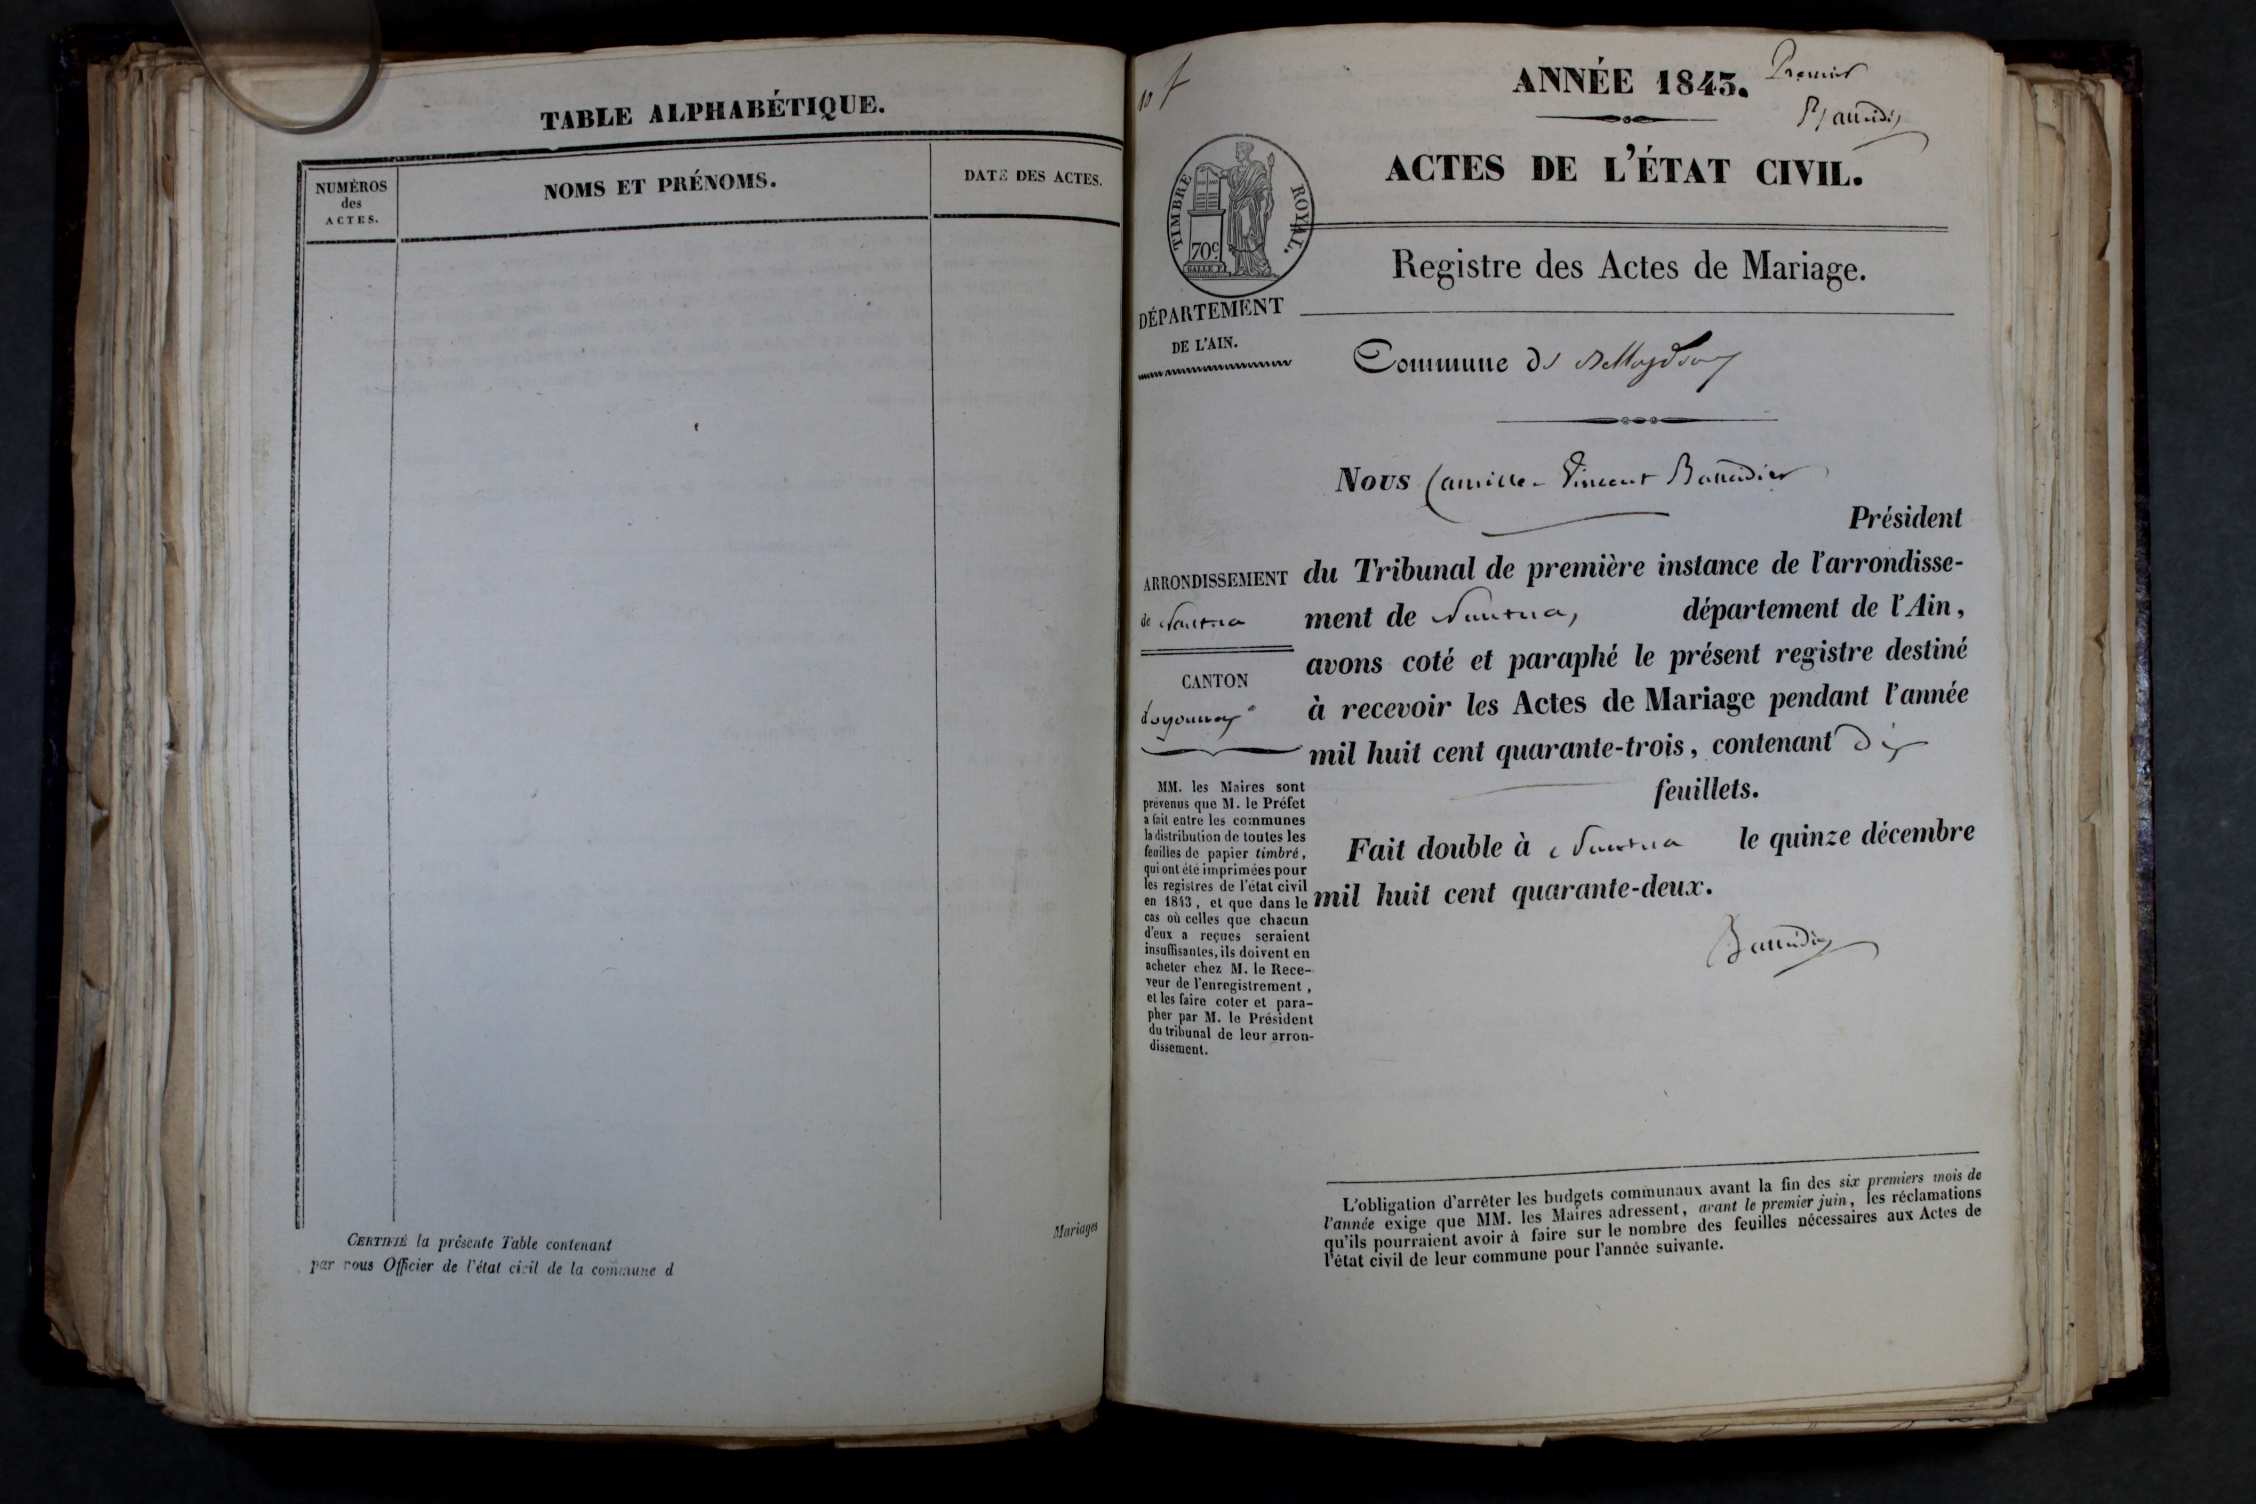 TABLE ALPHABÉTIQUE.
NUMÉROS
des
ACTES.
NOMS ET PRÉNOMS.
DATE DES ACTES.
CERTIFIÉ la présente Table contenant
par nous Officier de l'état civil de la commune d
Mariages
10 f
ANNÉE 1843.
Premier
ACTES DE L'ÉTAT CIVIL.
TIMBRE ROYAL.
70c
Registre des Actes de Mariage.
DÉPARTEMENT
DE L'AIN.
Commune de Belleydoux
Nous Camille Vincent
Président
ARRONDISSEMENT
de Nantua
CANTON
d'oyonnax
du Tribunal de première instance de l'arrondisse-
ment de Nantua, département de l'Ain,
avons coté et paraphé le présent registre destiné
à recevoir les Actes de Mariage pendant l'année
mil huit cent quarante-trois, contenant dix
feuillets.
Fait double à Nantua le quinze décembre
mil huit cent quarante-deux.
MM. les Maires sont
prévenus que M. le Préfet
a fait entre les communes
la distribution de toutes les
feuilles de papier timbré,
qui ont été imprimées pour
les registres de l'état civil
en 1843, et que dans le
cas où celles que chacun
d'eux a reçues seraient
insuffisantes, ils doivent en
acheter chez M. le Rece-
veur de l'enregistrement,
et les faire coter et para-
pher par M. le Président
du tribunal de leur arron-
dissement.
L'obligation d'arrêter les budgets communaux avant la fin des six premiers mois de
l'année exige que MM. les Maires adressent, avant le premier juin, les réclamations
qu'ils pourraient avoir à faire sur le nombre des feuilles nécessaires aux Actes de
l'état civil de leur commune pour l'année suivante.